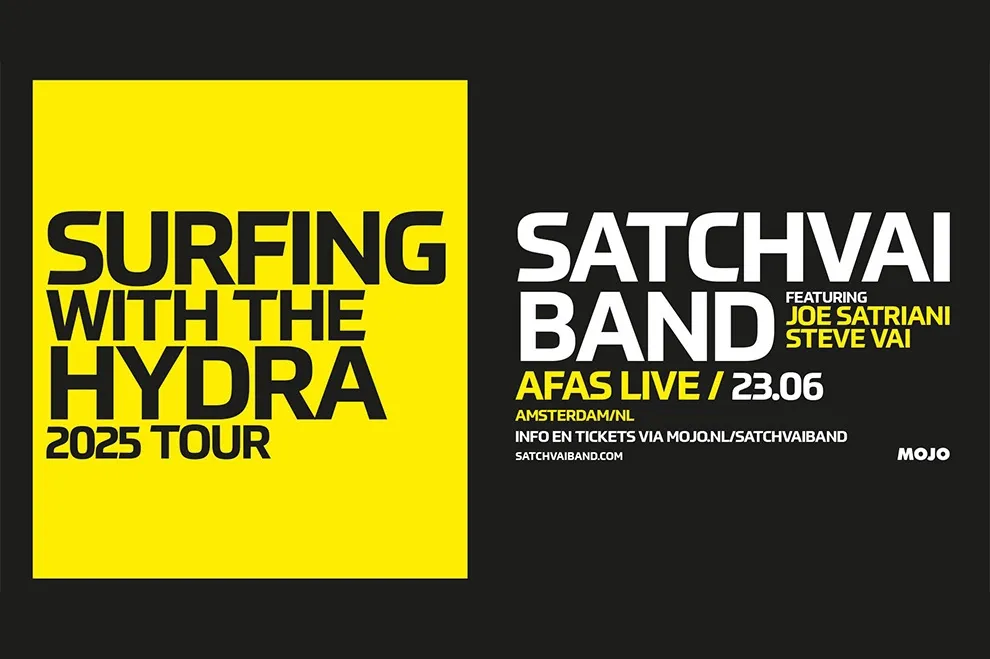 SURFING
WITH THE
HYDRA
2025 TOUR
SATCHVAI
BAND
FEATURING
JOE SATRIANI
STEVE VAI
AFAS LIVE / 23.06
AMSTERDAM/NL
INFO EN TICKETS VIA MOJO.NL/SATCHVAIBAND
SATCHVAIBAND.COM
MOJO